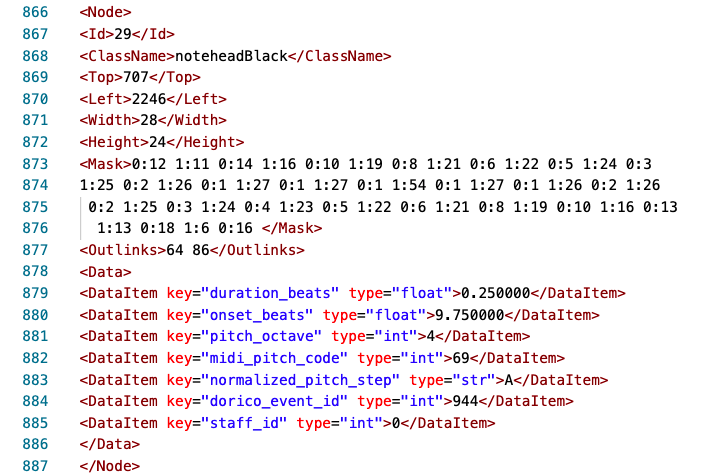 866 <Node>
867 <Id>29</Id>
868 <ClassName>noteheadBlack</ClassName>
869 <Top>707</Top>
870 <Left>2246</Left>
871 <Width>28</Width>
872 <Height>24</Height>
873 <Mask>0:12 1:11 0:14 1:16 0:10 1:19 0:8 1:21 0:6 1:22 0:5 1:24 0:3
874 1:25 0:2 1:26 0:1 1:27 0:1 1:27 0:1 1:54 0:1 1:27 0:1 1:26 0:2 1:26
875 0:2 1:25 0:3 1:24 0:4 1:23 0:5 1:22 0:6 1:21 0:8 1:19 0:10 1:16 0:13
876 1:13 0:18 1:6 0:16 </Mask>
877 <Outlinks>64 86</Outlinks>
878 <Data>
879 <DataItem key="duration_beats" type="float">0.250000</DataItem>
880 <DataItem key="onset_beats" type="float">9.750000</DataItem>
881 <DataItem key="pitch_octave" type="int">4</DataItem>
882 <DataItem key="midi_pitch_code" type="int">69</DataItem>
883 <DataItem key="normalized_pitch_step" type="str">A</DataItem>
884 <DataItem key="dorico_event_id" type="int">944</DataItem>
885 <DataItem key="staff_id" type="int">0</DataItem>
886 </Data>
887 </Node>